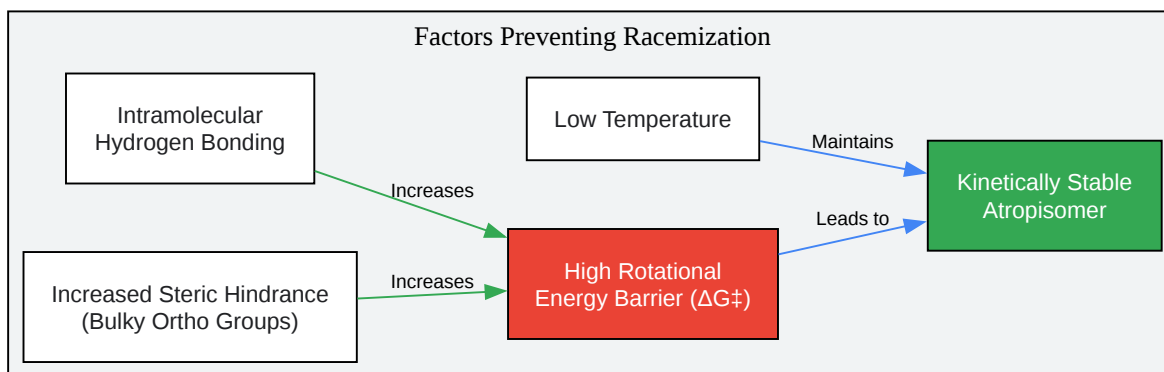 Factors Preventing Racemization
Intramolecular
Hydrogen Bonding
Low Temperature
Maintains
Kinetically Stable
Atropisomer
Increases
Leads to
High Rotational
Energy Barrier (ΔG‡)
Increases
Increased Steric Hindrance
(Bulky Ortho Groups)